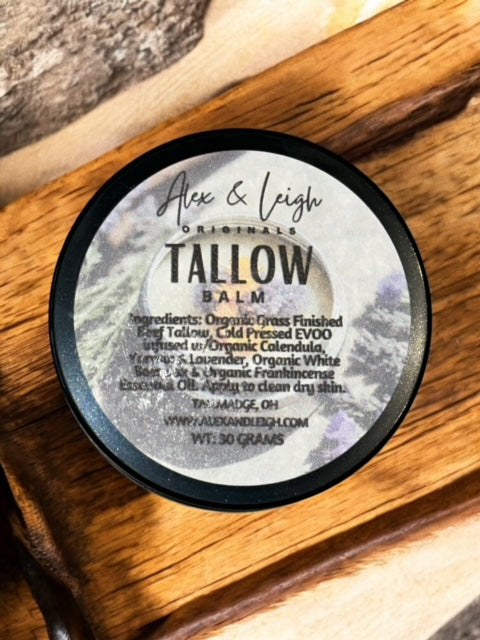 Alex & Leigh
ORIGINALS
TALLOW
BALM
Ingredients: Organic Grass Finished
Beef Tallow, Cold Pressed EVOO
infused w/Organic Calendula,
& Lavender, Organic White
& Organic Frankincense
Essential Oil. Apply to clean dry skin.
TALLMADGE, OH
WWW.ALEXANDLEIGH.COM
WT: 30 GRAMS